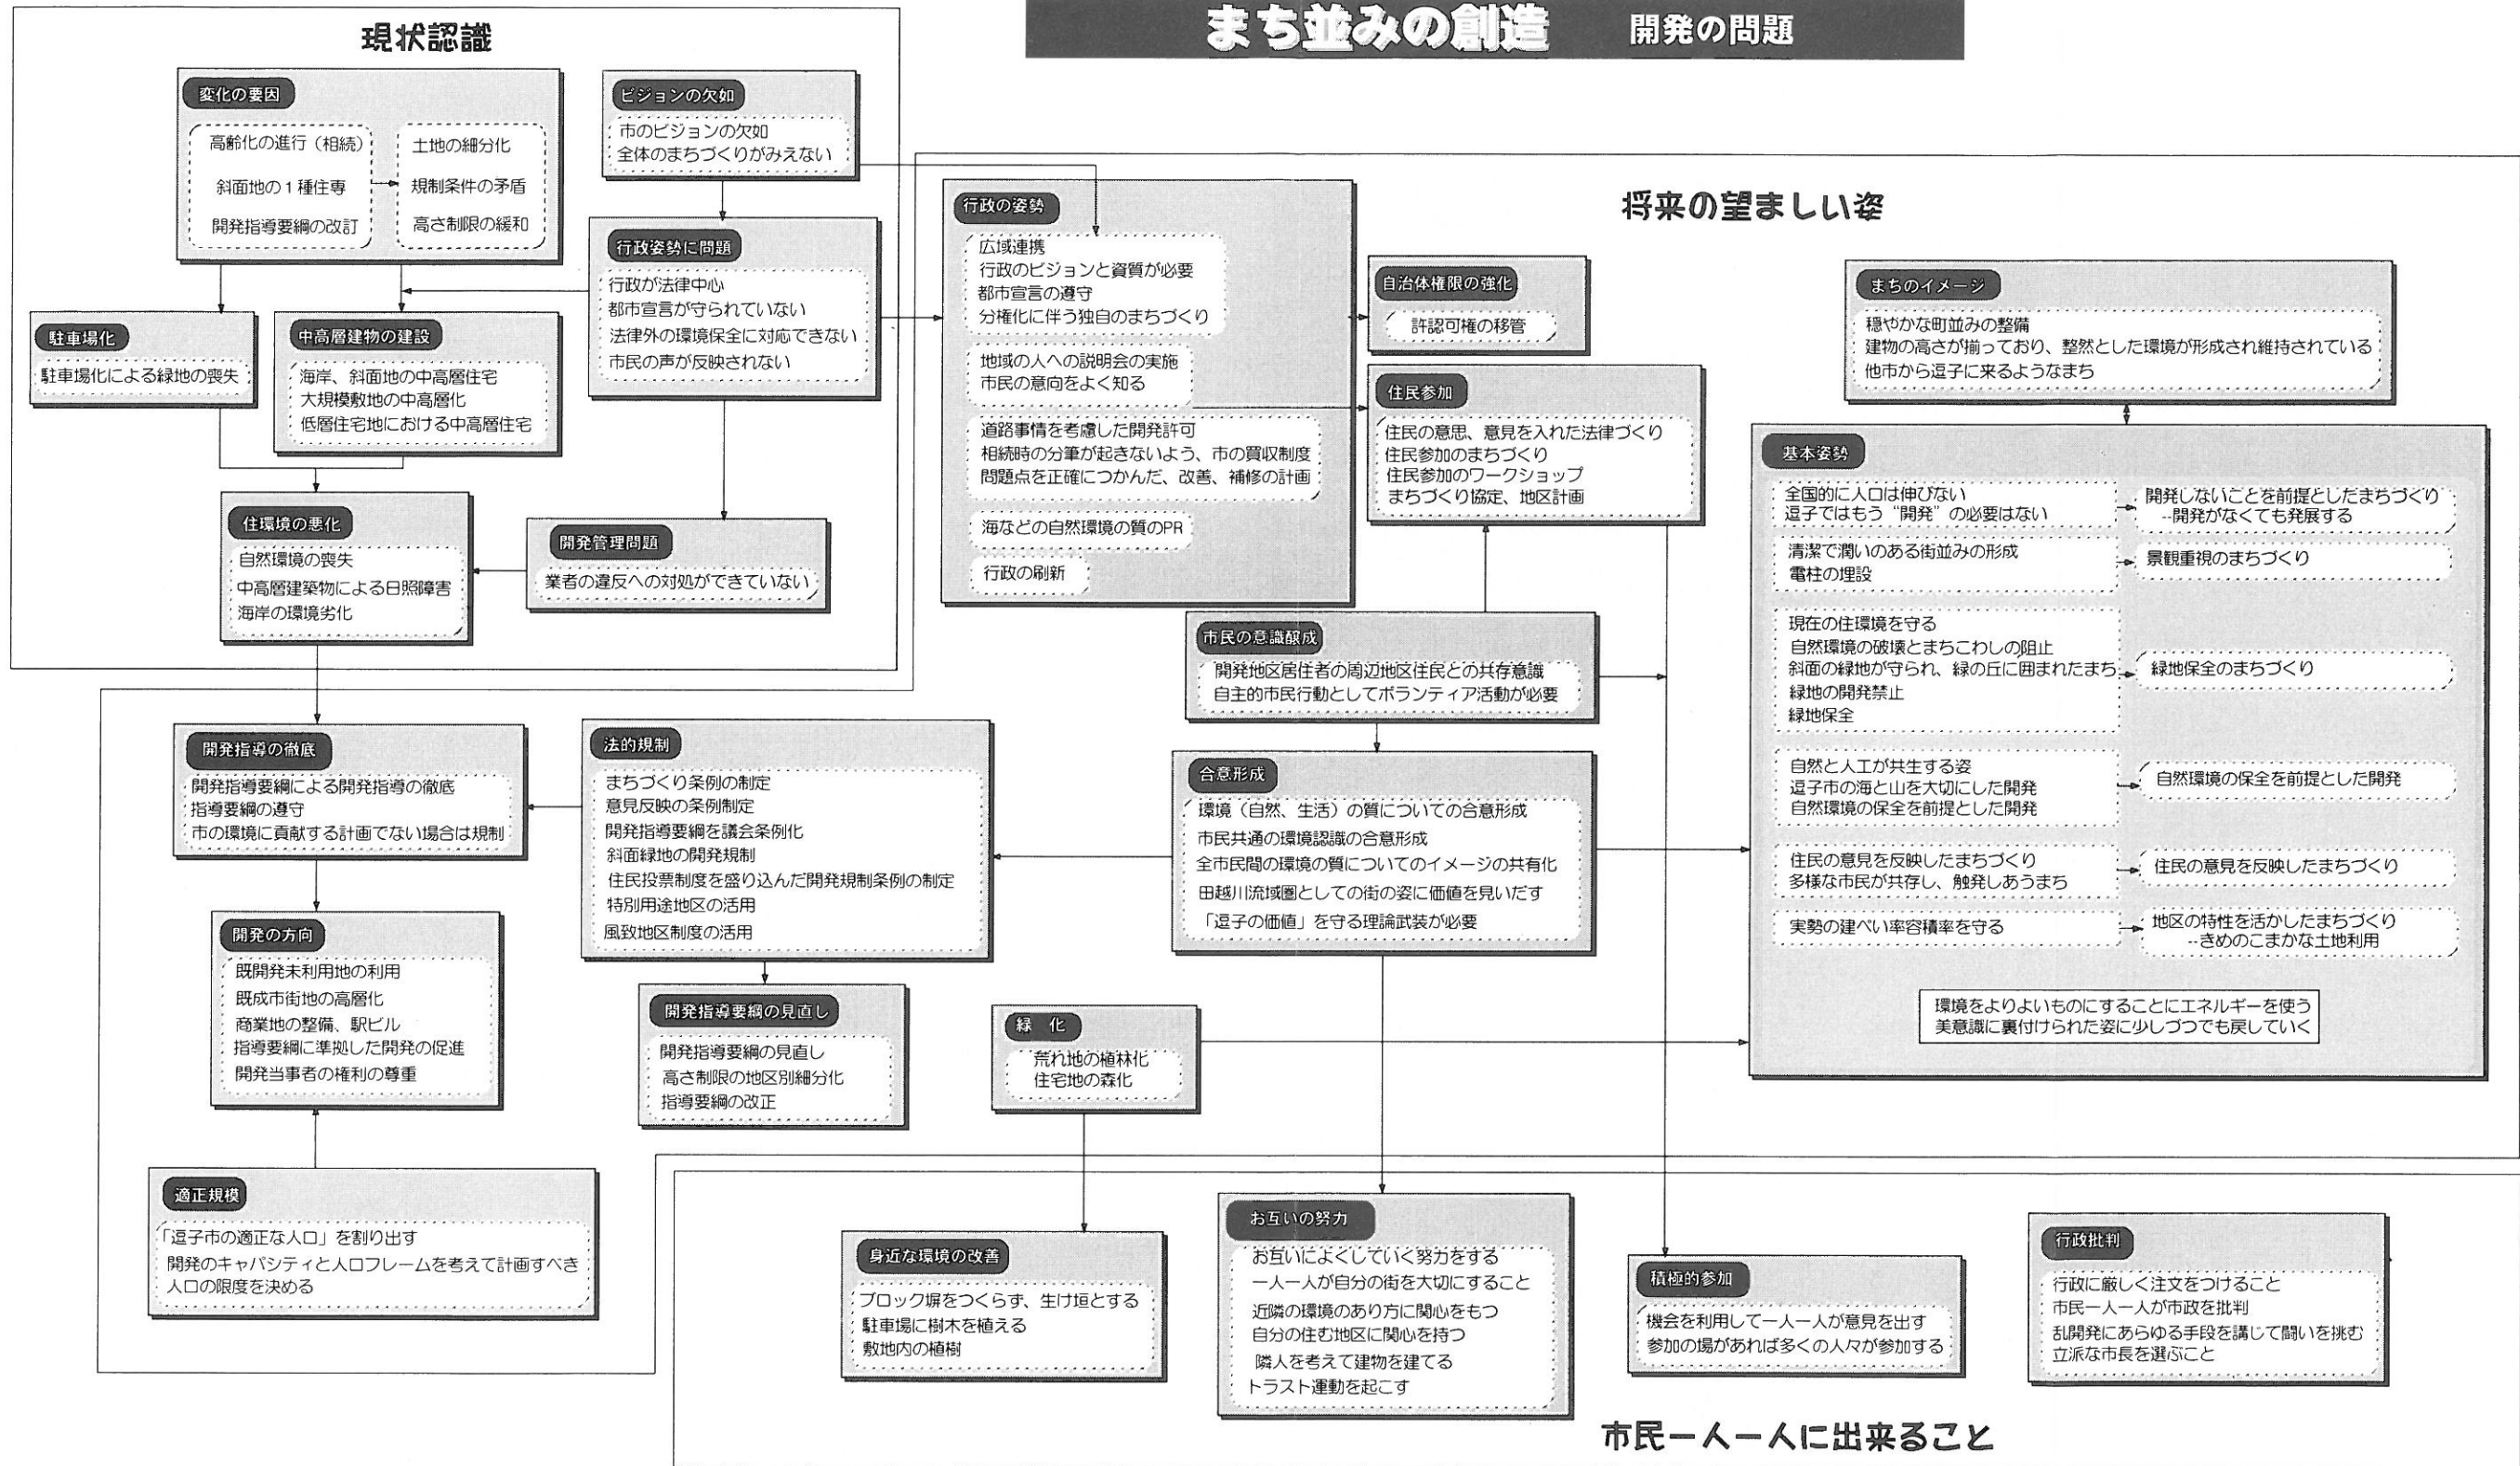 まち並みの創造 開発の問題
現状認識
変化の要因
高齢化の進行（相続）
斜面地の１種住専
開発指導要綱の改訂
土地の細分化
規制条件の矛盾
高さ制限の緩和
ビジョンの欠如
市のビジョンの欠如
全体のまちづくりがみえない
行政姿勢に問題
行政が法律中心
都市宣言が守られていない
法律外の環境保全に対応できない
市民の声が反映されない
駐車場化
駐車場化による緑地の喪失
中高層建物の建設
海岸、斜面地の中高層住宅
大規模敷地の中高層化
低層住宅地における中高層住宅
住環境の悪化
自然環境の喪失
中高層建築物による日照障害
海岸の環境劣化
開発管理問題
業者の違反への対処ができていない
将来の望ましい姿
行政の姿勢
広域連携
行政のビジョンと資質が必要
都市宣言の遵守
分権化に伴う独自のまちづくり
地域の人への説明会の実施
市民の意向をよく知る
道路事情を考慮した開発許可
相続時の分筆が起きないよう、市の買収制度
問題点を正確につかんだ、改善、補修の計画
海などの自然環境の質のPR
行政の刷新
自治体権限の強化
許認可権の移管
住民参加
住民の意思、意見を入れた法律づくり
住民参加のまちづくり
住民参加のワークショップ
まちづくり協定、地区計画
まちのイメージ
穏やかな町並みの整備
建物の高さが揃っており、整然とした環境が形成され維持されている
他市から逗子に来るようなまち
基本姿勢
全国的に人口は伸びない
逗子ではもう“開発”の必要はない
開発しないことを前提としたまちづくり
--開発がなくても発展する
清潔で潤いのある街並みの形成
電柱の埋設
景観重視のまちづくり
現在の住環境を守る
自然環境の破壊とまちこわしの阻止
斜面の緑地が守られ、緑の丘に囲まれたまち
緑地の開発禁止
緑地保全
緑地保全のまちづくり
自然と人工が共生する姿
逗子市の海と山を大切にした開発
自然環境の保全を前提とした開発
自然環境の保全を前提とした開発
住民の意見を反映したまちづくり
多様な市民が共存し、触発しあうまち
住民の意見を反映したまちづくり
実勢の建ぺい率容積率を守る
地区の特性を活かしたまちづくり
--きめのこまかな土地利用
環境をよりよいものにすることにエネルギーを使う
美意識に裏付けられた姿に少しづつでも戻していく
市民の意識醸成
開発地区居住者の周辺地区住民との共存意識
自主的市民行動としてボランティア活動が必要
合意形成
環境（自然、生活）の質についての合意形成
市民共通の環境認識の合意形成
全市民間の環境の質についてのイメージの共有化
田越川流域圏としての街の姿に価値を見いだす
「逗子の価値」を守る理論武装が必要
開発指導の徹底
開発指導要綱による開発指導の徹底
指導要綱の遵守
市の環境に貢献する計画でない場合は規制
法的規制
まちづくり条例の制定
意見反映の条例制定
開発指導要綱を議会条例化
斜面緑地の開発規制
住民投票制度を盛り込んだ開発規制条例の制定
特別用途地区の活用
風致地区制度の活用
開発の方向
既開発未利用地の利用
既成市街地の高層化
商業地の整備、駅ビル
指導要綱に準拠した開発の促進
開発当事者の権利の尊重
開発指導要綱の見直し
開発指導要綱の見直し
高さ制限の地区別細分化
指導要綱の改正
緑 化
荒れ地の植林化
住宅地の森化
適正規模
「逗子市の適正な人口」を割り出す
開発のキャパシティと人口フレームを考えて計画すべき
人口の限度を決める
身近な環境の改善
ブロック塀をつくらず、生け垣とする
駐車場に樹木を植える
敷地内の植樹
お互いの努力
お互いによくしていく努力をする
一人一人が自分の街を大切にすること
近隣の環境のあり方に関心をもつ
自分の住む地区に関心を持つ
隣人を考えて建物を建てる
トラスト運動を起こす
積極的参加
機会を利用して一人一人が意見を出す
参加の場があれば多くの人々が参加する
行政批判
行政に厳しく注文をつけること
市民一人一人が市政を批判
乱開発にあらゆる手段を講じて闘いを挑む
立派な市長を選ぶこと
市民一人一人に出来ること